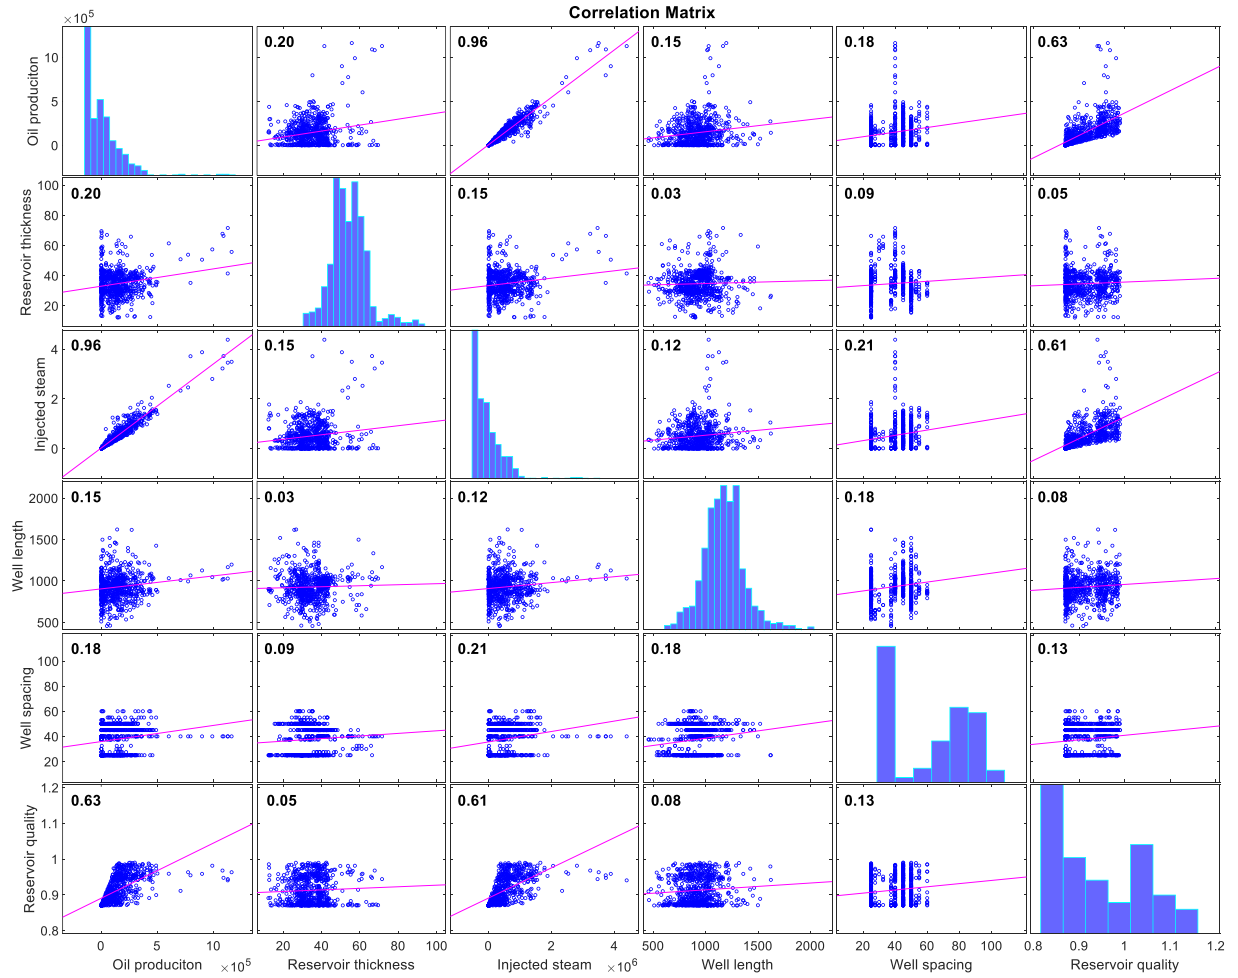 Correlation Matrix
×10⁵
Oil produciton
10
5
0
0.20
0.96
0.15
0.18
0.63
Reservoir thickness
100
80
60
40
20
0.20
0.15
0.03
0.09
0.05
Injected steam
4
2
0
0.96
0.15
0.12
0.21
0.61
Well length
2000
1500
1000
500
0.15
0.03
0.12
0.18
0.08
Well spacing
100
80
60
40
20
0.18
0.09
0.21
0.18
0.13
Reservoir quality
1.2
1.1
1
0.9
0.8
0.63
0.05
0.61
0.08
0.13
0 5 10
20 40 60 80 100
0 2 4
500 1000 1500 2000
20 40 60 80 100
0.8 0.9 1 1.1 1.2
Oil produciton ×10⁵
Reservoir thickness
Injected steam ×10⁶
Well length
Well spacing
Reservoir quality